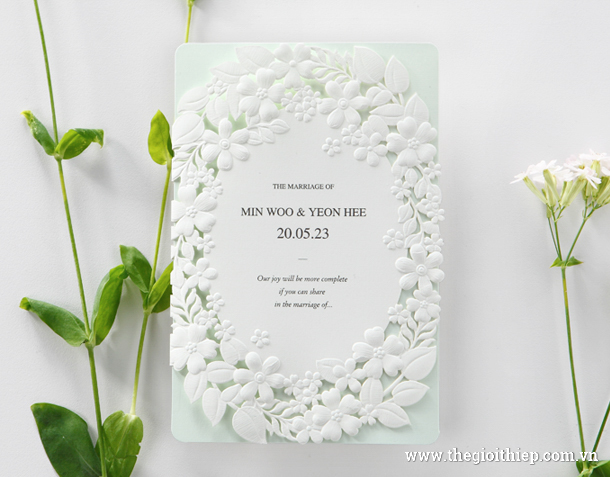 THE MARRIAGE OF
MIN WOO & YEON HEE
20.05.23
Our joy will be more complete
if you can share
in the marriage of...
www.thegioithiep.com.vn